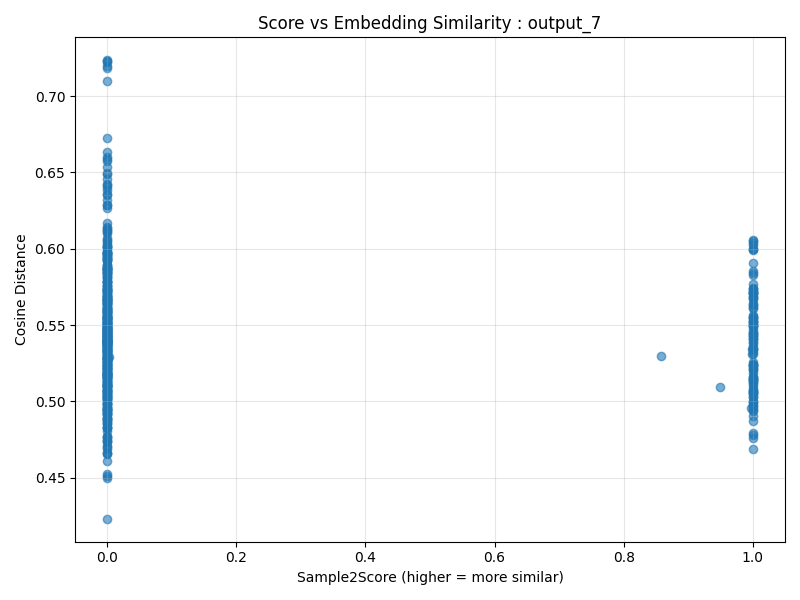 Score vs Embedding Similarity : output_7
Cosine Distance
0.70
0.65
0.60
0.55
0.50
0.45
0.0 0.2 0.4 0.6 0.8 1.0
Sample2Score (higher = more similar)